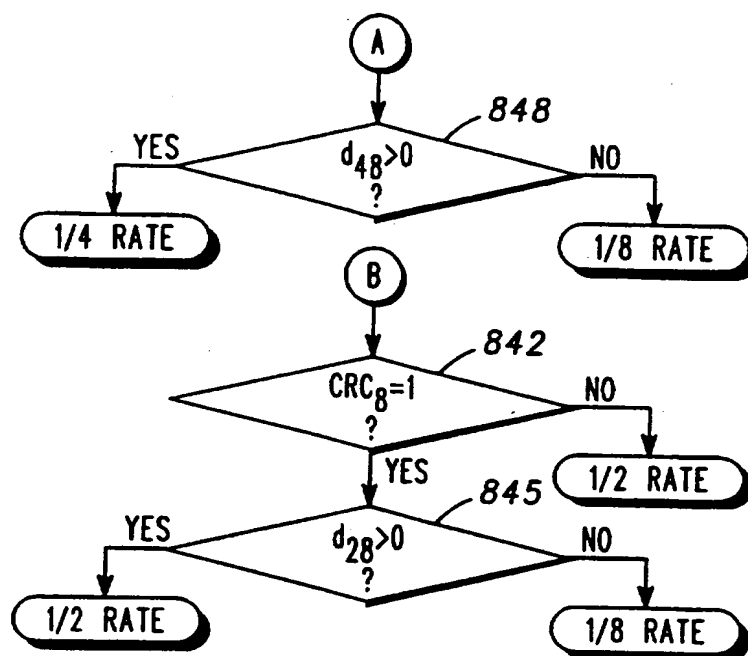 A
848
YES
d48>0
?
NO
1/4 RATE
1/8 RATE
B
842
CRC8=1
?
NO
YES
1/2 RATE
845
YES
d28>0
?
NO
1/2 RATE
1/8 RATE